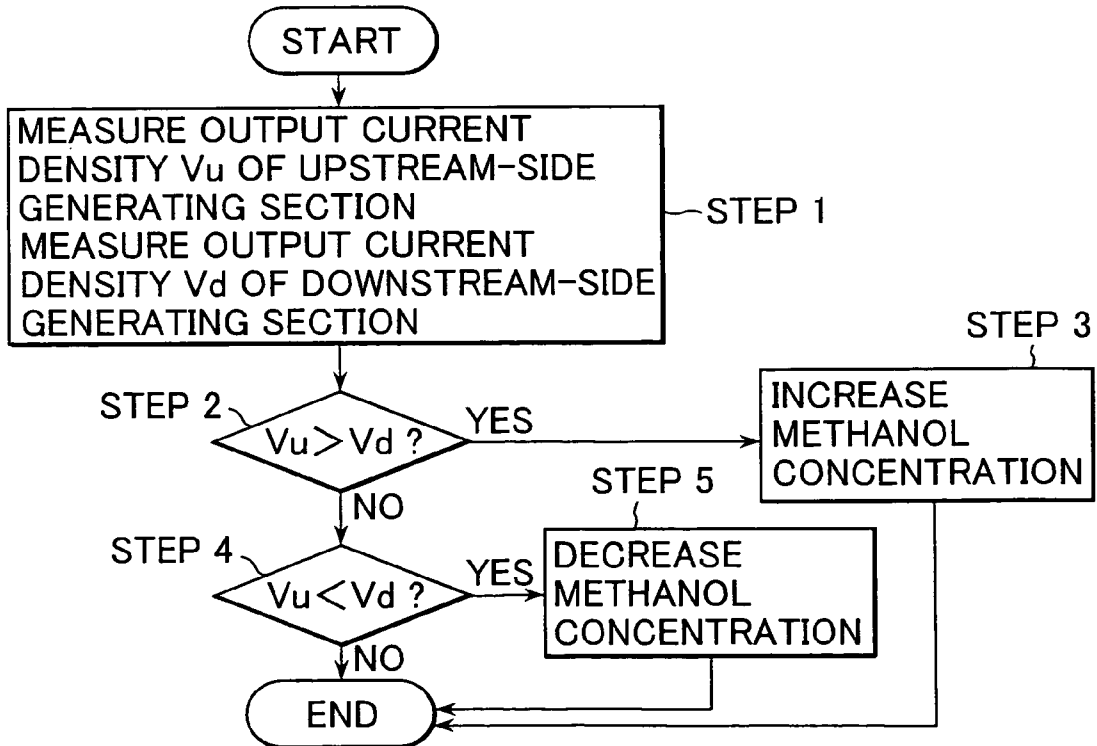 START
MEASURE OUTPUT CURRENT
DENSITY Vu OF UPSTREAM-SIDE
GENERATING SECTION
MEASURE OUTPUT CURRENT
DENSITY Vd OF DOWNSTREAM-SIDE
GENERATING SECTION
STEP 1
STEP 2
Vu>Vd ?
YES
NO
STEP 3
INCREASE
METHANOL
CONCENTRATION
STEP 4
Vu<Vd ?
YES
NO
STEP 5
DECREASE
METHANOL
CONCENTRATION
END